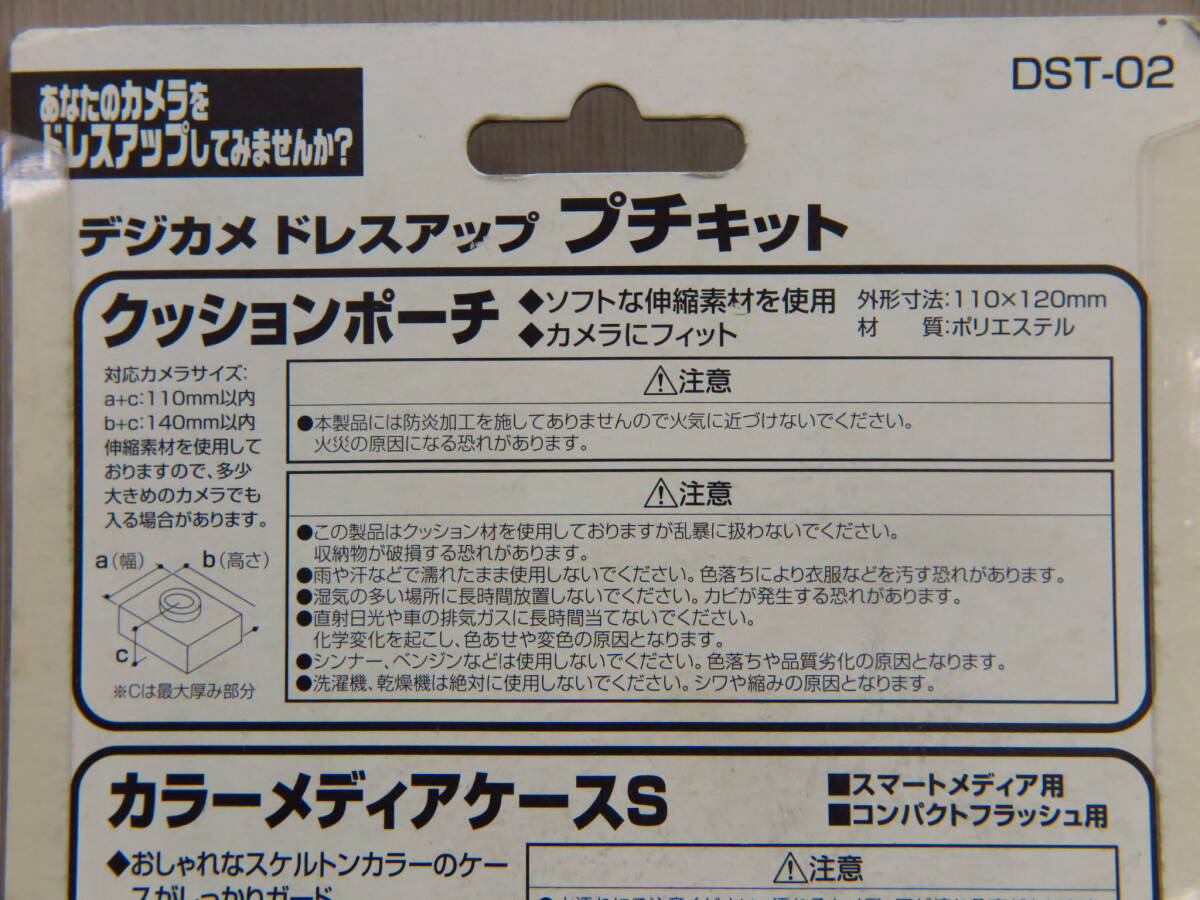 あなたのカメラを
ドレスアップしてみませんか?
DST-02
デジカメ ドレスアップ プチキット
クッションポーチ
◆ソフトな伸縮素材を使用
◆カメラにフィット
外形寸法:110×120mm
材 質:ポリエステル
対応カメラサイズ:
a+c:110mm以内
b+c:140mm以内
伸縮素材を使用して
おりますので、多少
大きめのカメラでも
入る場合があります。
a(幅) b(高さ)
c
※Cは最大厚み部分
⚠注意
●本製品には防炎加工を施してありませんので火気に近づけないでください。
火災の原因になる恐れがあります。
⚠注意
●この製品はクッション材を使用しておりますが乱暴に扱わないでください。
収納物が破損する恐れがあります。
●雨や汗などで濡れたまま使用しないでください。色落ちにより衣服などを汚す恐れがあります。
●湿気の多い場所に長時間放置しないでください。カビが発生する恐れがあります。
●直射日光や車の排気ガスに長時間当てないでください。
化学変化を起こし、色あせや変色の原因となります。
●シンナー、ベンジンなどは使用しないでください。色落ちや品質劣化の原因となります。
●洗濯機、乾燥機は絶対に使用しないでください。シワや縮みの原因となります。
カラーメディアケースS
■スマートメディア用
■コンパクトフラッシュ用
◆おしゃれなスケルトンカラーのケー
スがしっかりガード
⚠注意